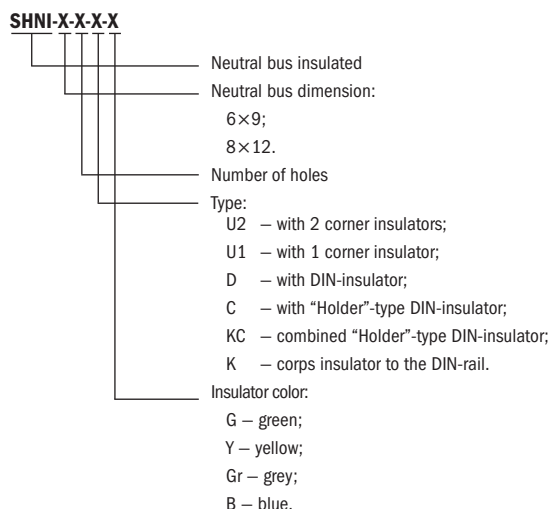 SHNI-X-X-X-X
Neutral bus insulated
Neutral bus dimension:
6×9;
8×12.
Number of holes
Type:
U2 – with 2 corner insulators;
U1 – with 1 corner insulator;
D – with DIN-insulator;
C – with “Holder”-type DIN-insulator;
KC – combined “Holder”-type DIN-insulator;
K – corps insulator to the DIN-rail.
Insulator color:
G – green;
Y – yellow;
Gr – grey;
B – blue.